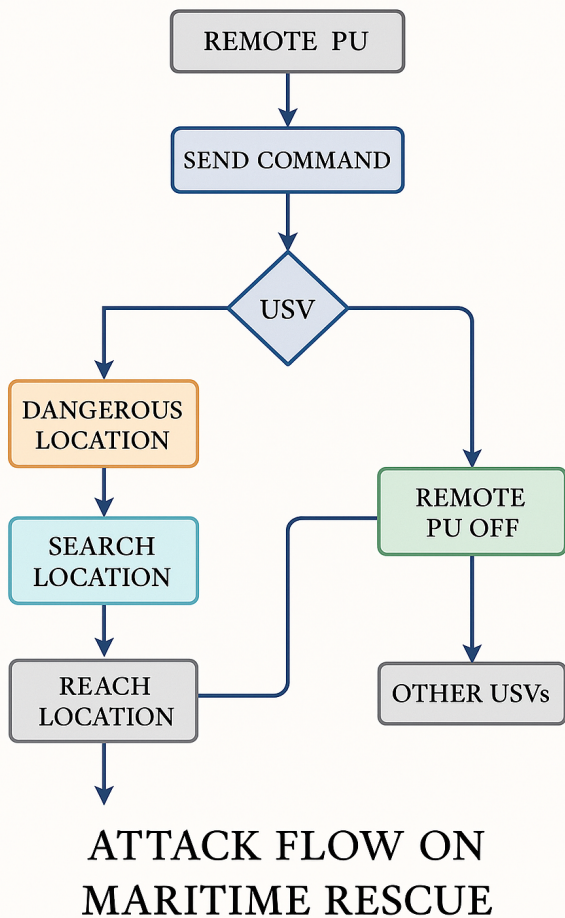 REMOTE PU
SEND COMMAND
USV
DANGEROUS
LOCATION
SEARCH
LOCATION
REACH
LOCATION
REMOTE
PU OFF
OTHER USVs
ATTACK FLOW ON
MARITIME RESCUE